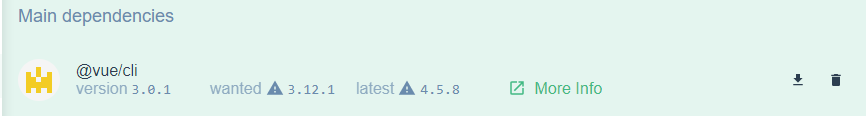 Main dependencies
@vue/cli
version 3.0.1 wanted 3.12.1 latest 4.5.8 More Info